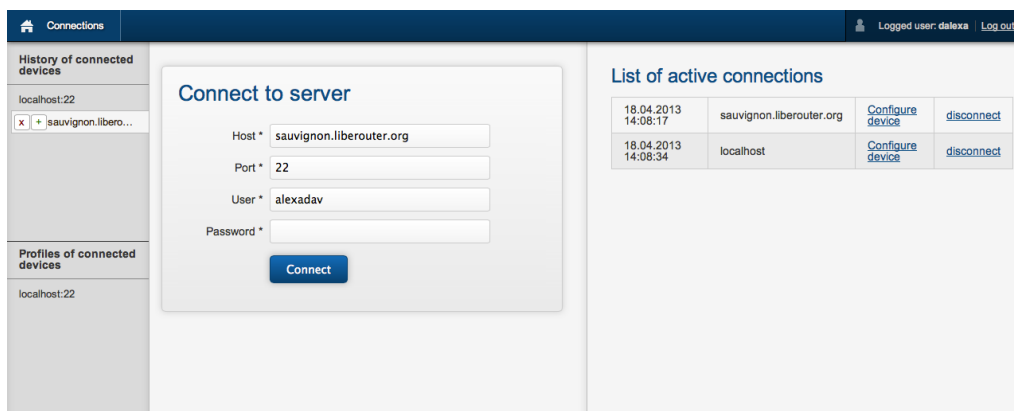 Connections
Logged user: dalexa Log out
History of connected
devices
localhost:22
x + sauvignon.libero...
Profiles of connected
devices
localhost:22
Connect to server
Host * sauvignon.liberouter.org
Port * 22
User * alexadav
Password *
Connect
List of active connections
18.04.2013
14:08:17
sauvignon.liberouter.org
Configure
device
disconnect
18.04.2013
14:08:34
localhost
Configure
device
disconnect